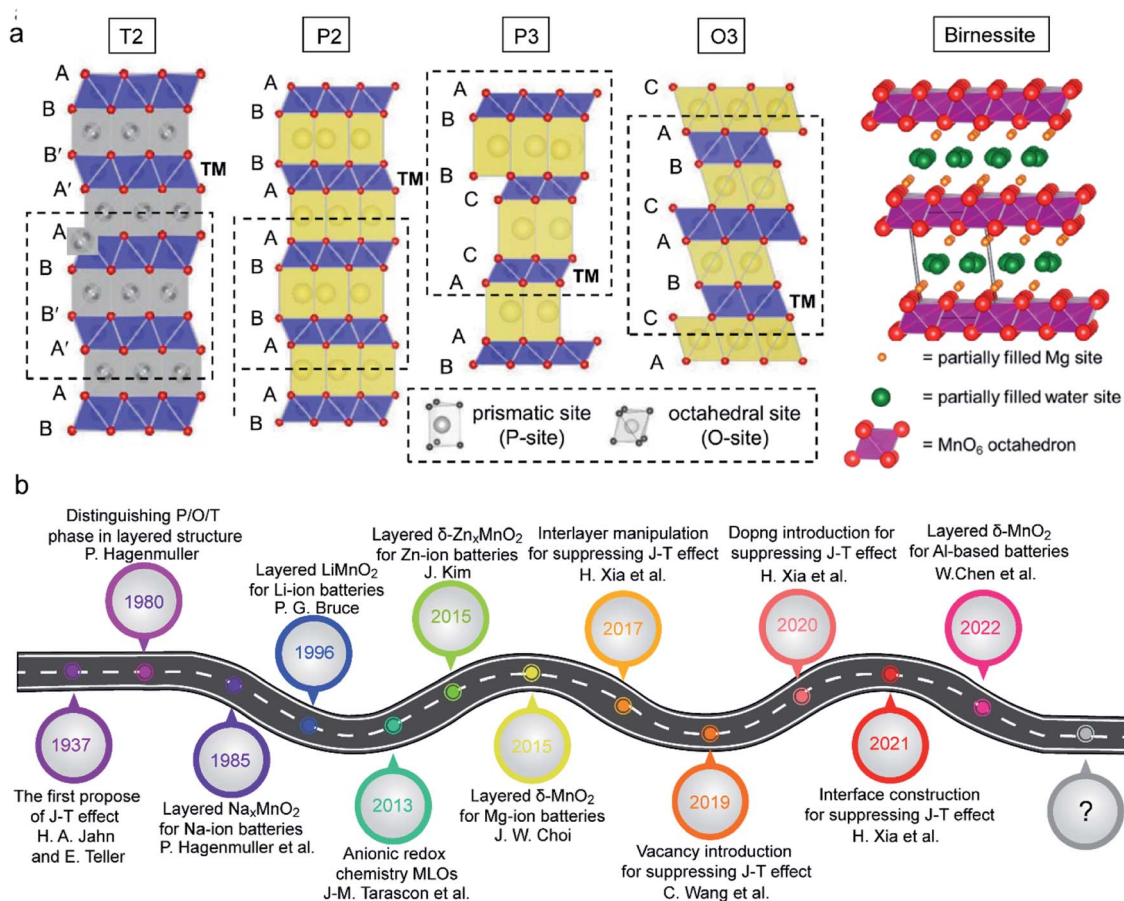 a
T2
P2
P3
O3
Birnessite
A
B
B′
A′
A
B
B′
A′
A
B
TM
B
A
B
B
A
A
B
B
A
A
B
TM
A
B
B
C
C
A
A
B
TM
C
A
B
C
A
B
C
A
TM
prismatic site
(P-site)
octahedral site
(O-site)
= partially filled Mg site
= partially filled water site
= MnO₆ octahedron
b
Distinguishing P/O/T
phase in layered structure
P. Hagenmuller
1980
Layered LiMnO₂
for Li-ion batteries
P. G. Bruce
1996
Layered δ-ZnₓMnO₂
for Zn-ion batteries
J. Kim
2015
Interlayer manipulation
for suppressing J-T effect
H. Xia et al.
2017
Dopng introduction for
suppressing J-T effect
H. Xia et al.
2020
Layered δ-MnO₂
for Al-based batteries
W.Chen et al.
2022
1937
The first propose
of J-T effect
H. A. Jahn
and E. Teller
1985
Layered NaₓMnO₂
for Na-ion batteries
P. Hagenmuller et al.
2013
Anionic redox
chemistry MLOs
J-M. Tarascon et al.
2015
Layered δ-MnO₂
for Mg-ion batteries
J. W. Choi
2019
Vacancy introduction
for suppressing J-T effect
C. Wang et al.
2021
Interface construction
for suppressing J-T effect
H. Xia et al.
?